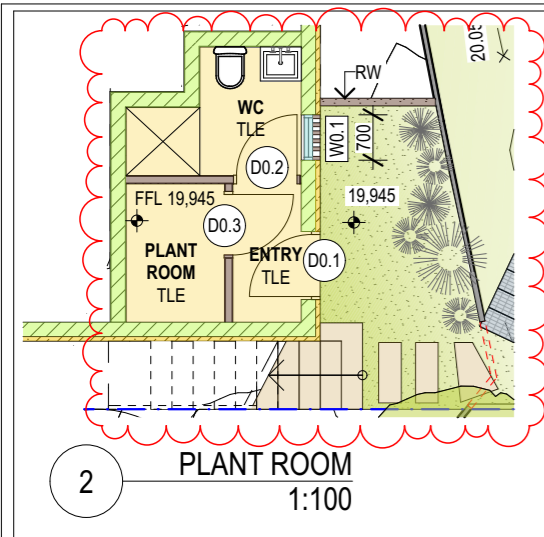 20.05
RW
WC
TLE
W0.1
700
D0.2
FFL 19,945
19,945
D0.3
PLANT
ROOM
TLE
ENTRY
TLE
D0.1
2
PLANT ROOM
1:100